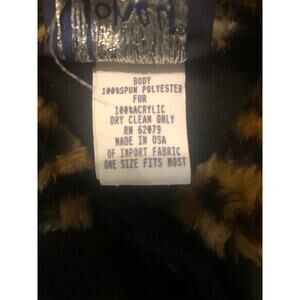 BODY
100%SPUN POLYESTER
FUR
100%ACRYLIC
DRY CLEAN ONLY
RN 62079
MADE IN USA
OF IMPORT FABRIC
ONE SIZE FITS MOST